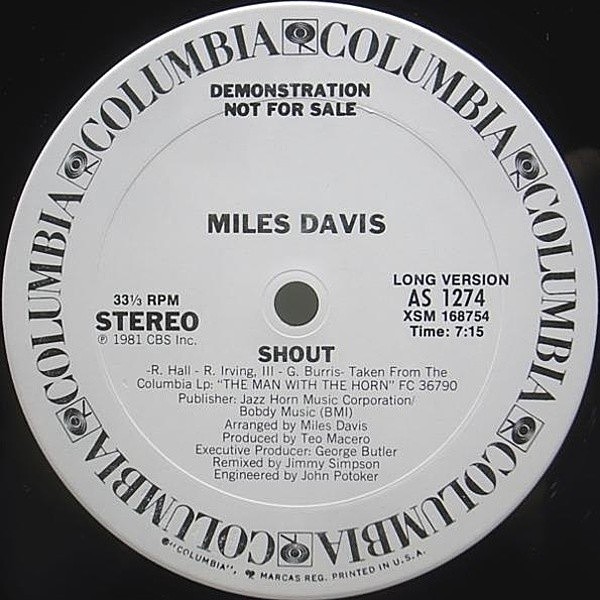 COLUMBIA COLUMBIA COLUMBIA COLUMBIA COLUMBIA COLUMBIA COLUMBIA
DEMONSTRATION
NOT FOR SALE
MILES DAVIS
33⅓ RPM
STEREO
℗ 1981 CBS Inc.
LONG VERSION
AS 1274
XSM 168754
Time: 7:15
SHOUT
-R. Hall - R. Irving, III - G. Burris- Taken From The
Columbia Lp: "THE MAN WITH THE HORN" FC 36790
Publisher: Jazz Horn Music Corporation/
Bobdy Music (BMI)
Arranged by Miles Davis
Produced by Teo Macero
Executive Producer: George Butler
Remixed by Jimmy Simpson
Engineered by John Potoker
®"COLUMBIA", MARCAS REG. PRINTED IN U.S.A.